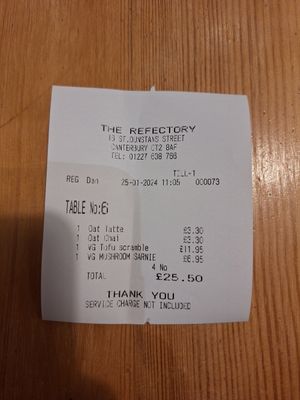 THE REFECTORY
16 ST.DUNSTANS STREET
CANTERBURY CT2 8AF
TEL: 01227 638 766
TILL-1
REG Dan 25-01-2024 11:05 000073
TABLE No:6
1 Oat latte £3.30
1 Oat Chai £3.30
1 VG Tofu scramble £11.95
1 VG MUSHROOM SARNIE £6.95
4 No
TOTAL £25.50
THANK YOU
SERVICE CHARGE NOT INCLUDED